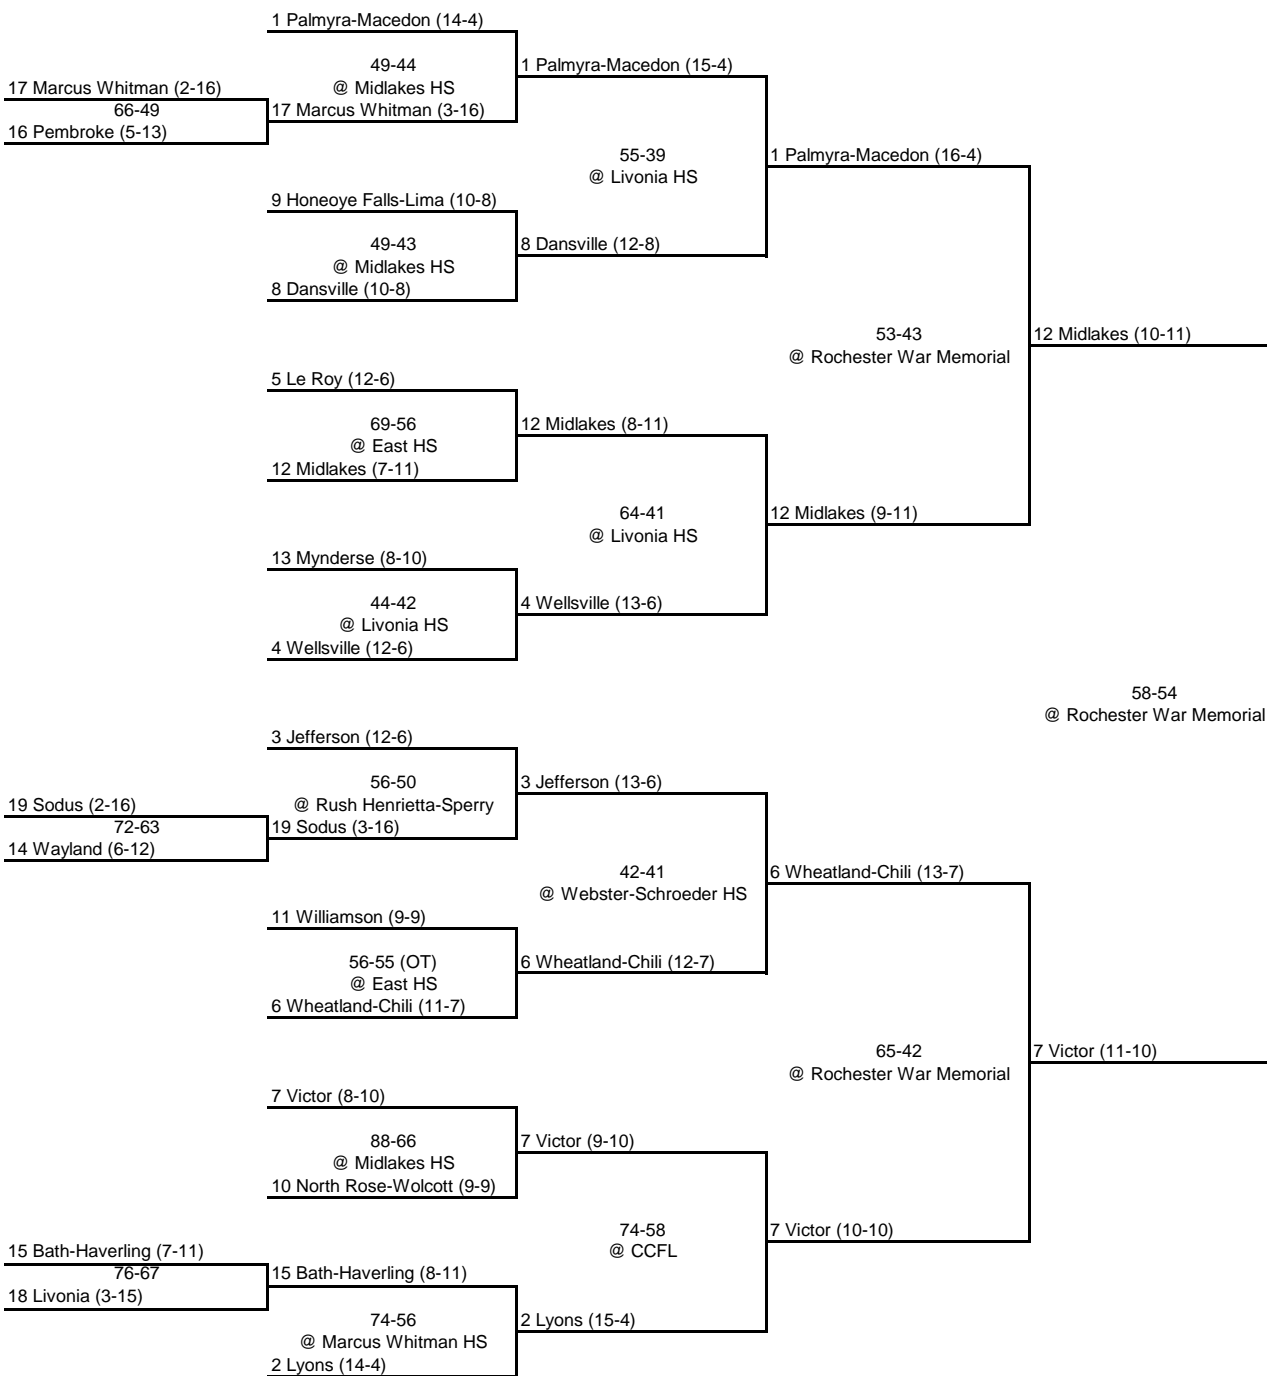 1 Palmyra-Macedon (14-4)
49-44
@ Midlakes HS
1 Palmyra-Macedon (15-4)
17 Marcus Whitman (2-16)
66-49
16 Pembroke (5-13)
17 Marcus Whitman (3-16)
55-39
@ Livonia HS
1 Palmyra-Macedon (16-4)
9 Honeoye Falls-Lima (10-8)
49-43
@ Midlakes HS
8 Dansville (12-8)
8 Dansville (10-8)
53-43
@ Rochester War Memorial
12 Midlakes (10-11)
5 Le Roy (12-6)
69-56
@ East HS
12 Midlakes (8-11)
12 Midlakes (7-11)
64-41
@ Livonia HS
12 Midlakes (9-11)
13 Mynderse (8-10)
44-42
@ Livonia HS
4 Wellsville (13-6)
4 Wellsville (12-6)
58-54
@ Rochester War Memorial
3 Jefferson (12-6)
56-50
@ Rush Henrietta-Sperry
3 Jefferson (13-6)
19 Sodus (2-16)
72-63
14 Wayland (6-12)
19 Sodus (3-16)
42-41
@ Webster-Schroeder HS
6 Wheatland-Chili (13-7)
11 Williamson (9-9)
56-55 (OT)
@ East HS
6 Wheatland-Chili (12-7)
6 Wheatland-Chili (11-7)
65-42
@ Rochester War Memorial
7 Victor (11-10)
7 Victor (8-10)
88-66
@ Midlakes HS
7 Victor (9-10)
10 North Rose-Wolcott (9-9)
74-58
@ CCFL
7 Victor (10-10)
15 Bath-Haverling (7-11)
76-67
18 Livonia (3-15)
15 Bath-Haverling (8-11)
74-56
@ Marcus Whitman HS
2 Lyons (15-4)
2 Lyons (14-4)